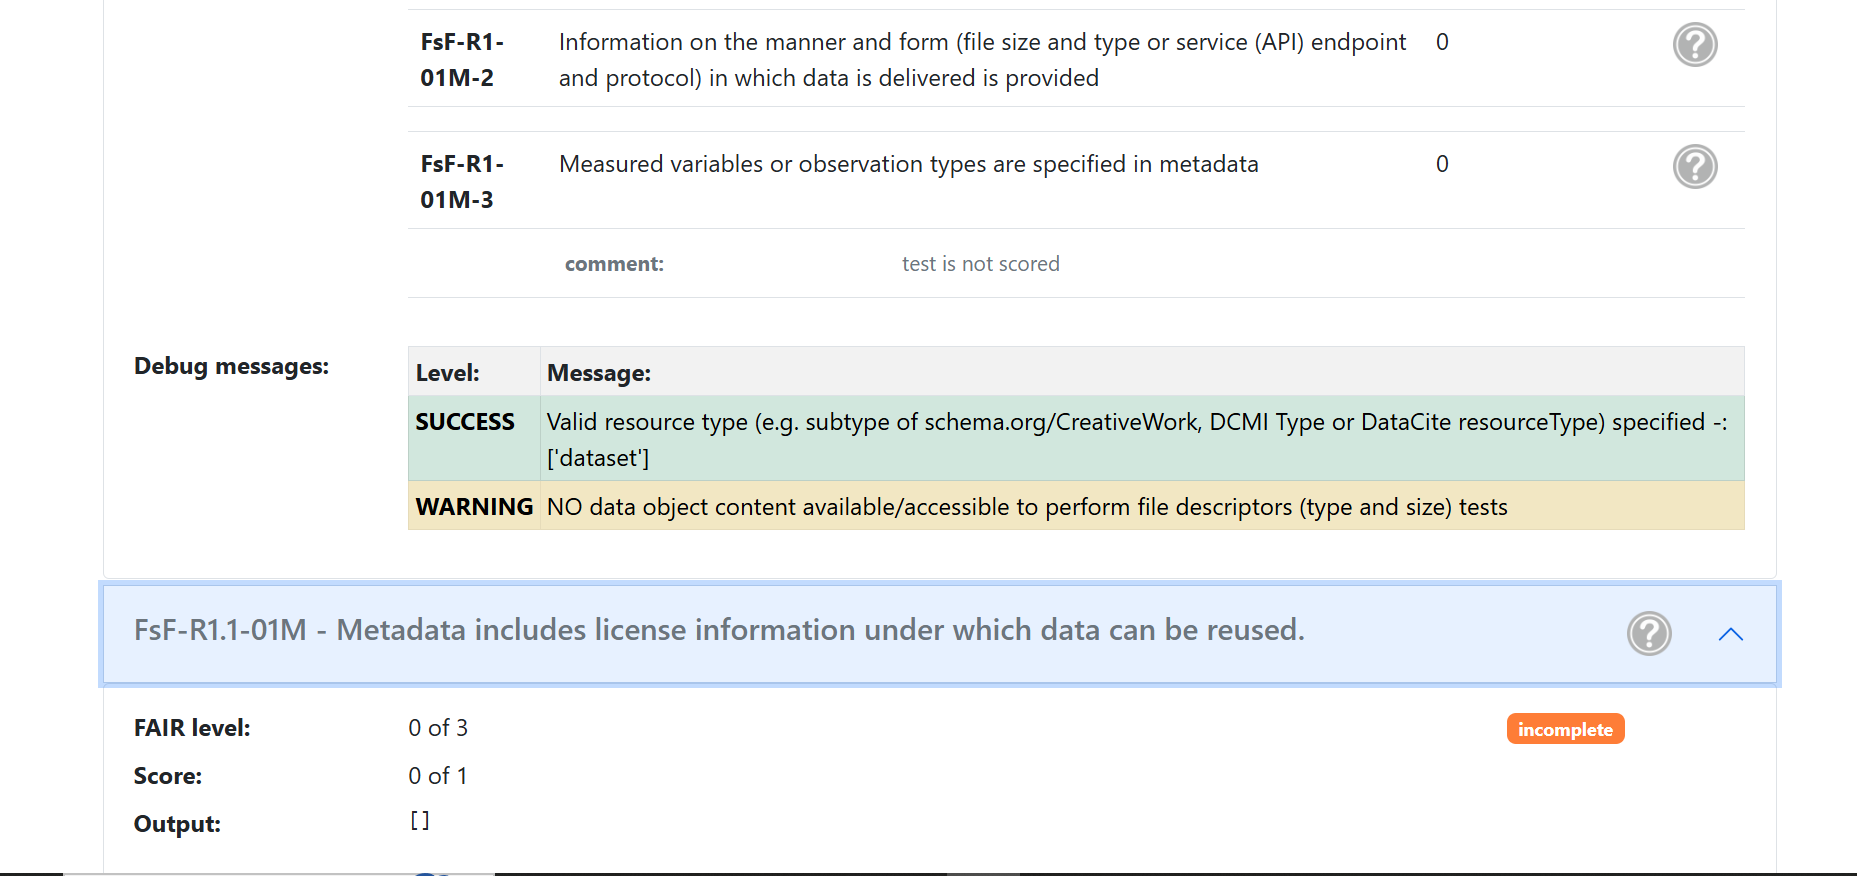 FsF-R1-
01M-2
Information on the manner and form (file size and type or service (API) endpoint
and protocol) in which data is delivered is provided
0
?
FsF-R1-
01M-3
Measured variables or observation types are specified in metadata
0
?
comment:
test is not scored
Debug messages:
Level:
Message:
SUCCESS
Valid resource type (e.g. subtype of schema.org/CreativeWork, DCMI Type or DataCite resourceType) specified -:
['dataset']
WARNING
NO data object content available/accessible to perform file descriptors (type and size) tests
FsF-R1.1-01M - Metadata includes license information under which data can be reused.
?
FAIR level:
0 of 3
incomplete
Score:
0 of 1
Output:
[]